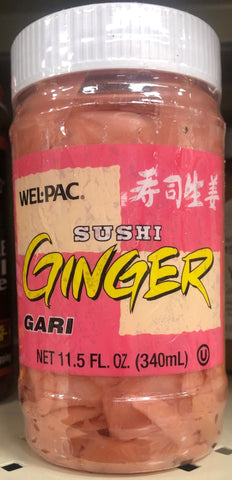 WEL·PAC®
寿司生姜
SUSHI
GINGER
GARI
NET 11.5 FL. OZ. (340mL) U